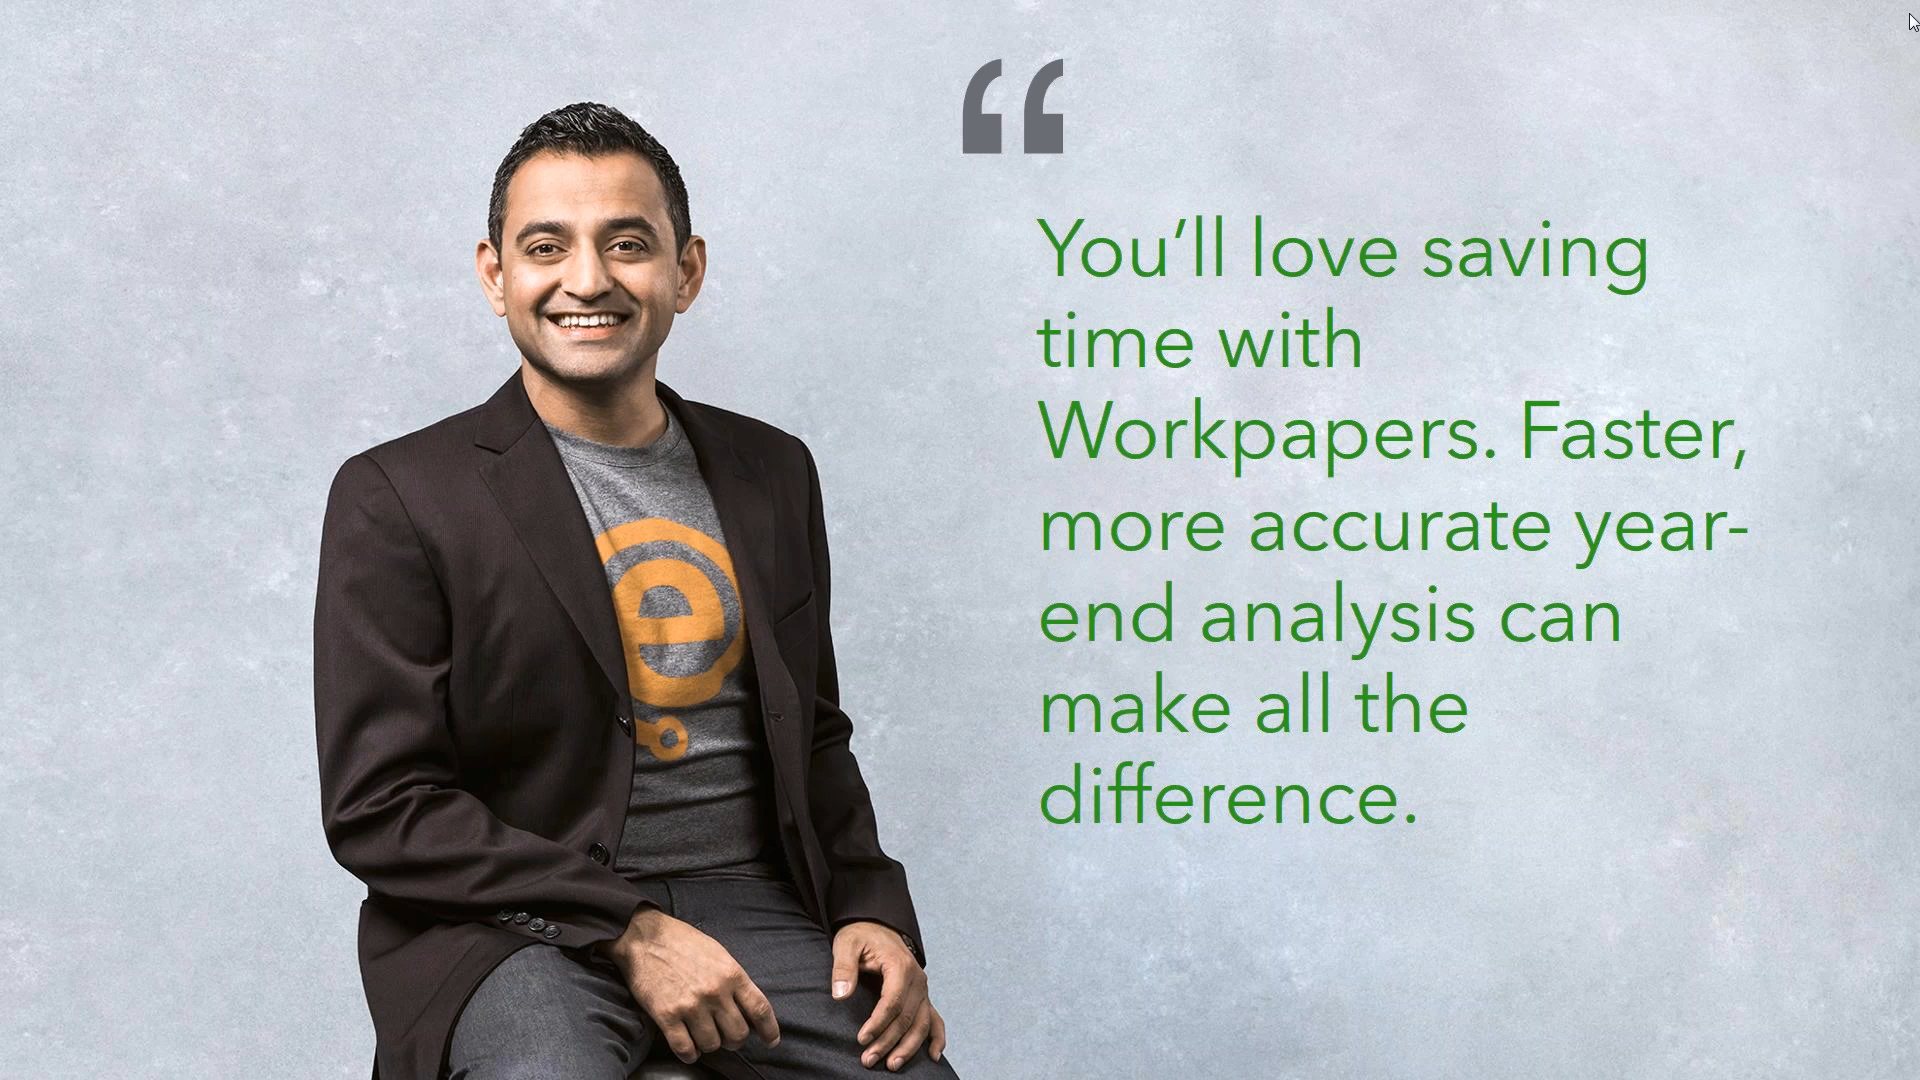 “
You’ll love saving
time with
Workpapers. Faster,
more accurate year-
end analysis can
make all the
difference.
e